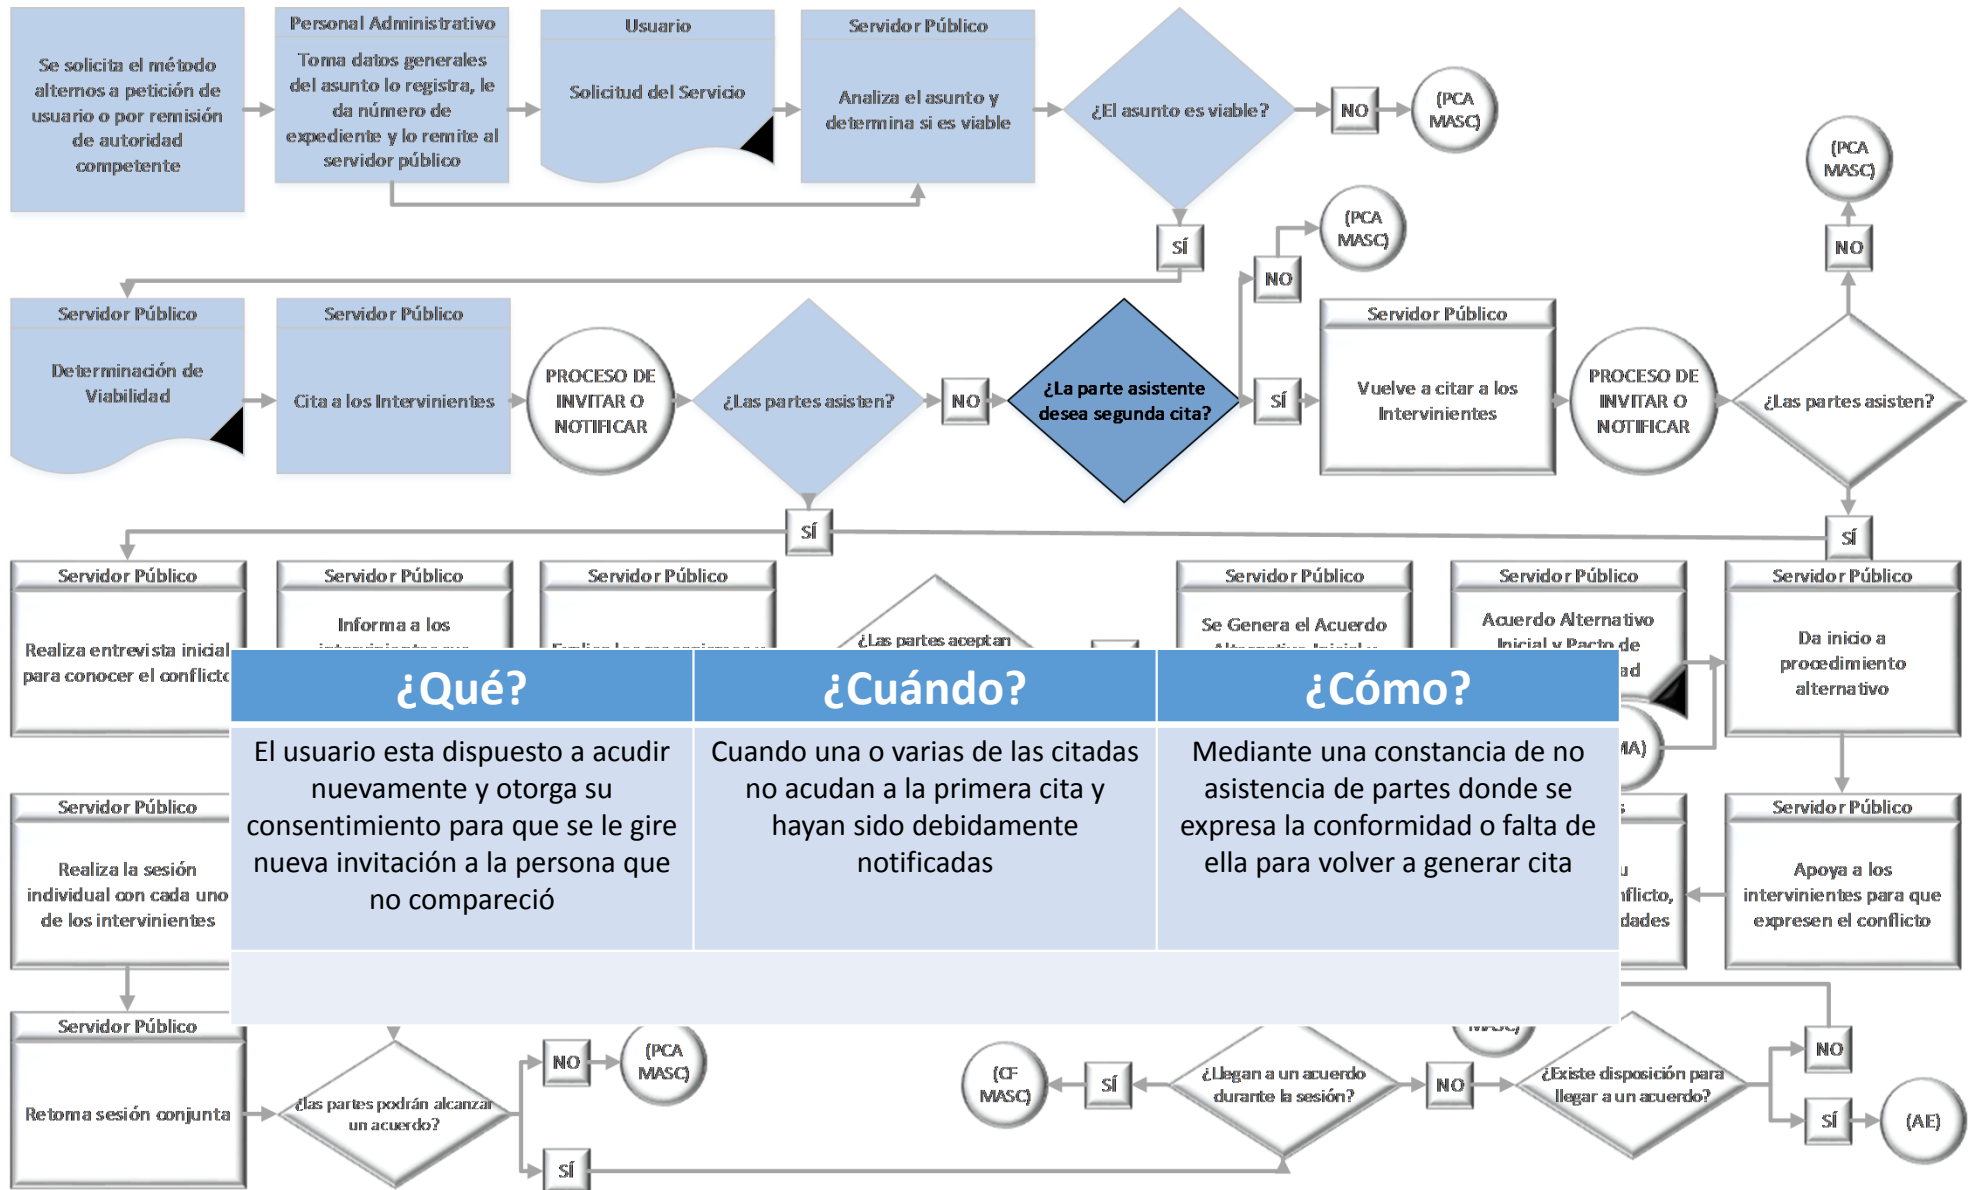 Se solicita el método
alternos a petición de
usuario o por remisión
de autoridad
competente
Personal Administrativo
Toma datos generales
del asunto lo registra, le
da número de
expediente y lo remite al
servidor público
Usuario
Solicitud del Servicio
Servidor Público
Analiza el asunto y
determina si es viable
¿El asunto es viable?
NO
(PCA
MASC)
SÍ
(PCA
MASC)
NO
(PCA
MASC)
NO
Servidor Público
Determinación de
Viabilidad
Servidor Público
Cita a los Intervinientes
PROCESO DE
INVITAR O
NOTIFICAR
¿Las partes asisten?
NO
¿La parte asistente
desea segunda cita?
SÍ
Servidor Público
Vuelve a citar a los
Intervinientes
PROCESO DE
INVITAR O
NOTIFICAR
¿Las partes asisten?
SÍ
SÍ
Servidor Público
Realiza entrevista inicial
para conocer el conflicto
Servidor Público
Informa a los
Servidor Público
¿Las partes aceptan
Servidor Público
Se Genera el Acuerdo
Servidor Público
Acuerdo Alternativo
Inicial y Pacto de
Servidor Público
Da inicio a
procedimiento
alternativo
¿Qué?
¿Cuándo?
¿Cómo?
El usuario esta dispuesto a acudir
nuevamente y otorga su
consentimiento para que se le gire
nueva invitación a la persona que
no compareció
Cuando una o varias de las citadas
no acudan a la primera cita y
hayan sido debidamente
notificadas
Mediante una constancia de no
asistencia de partes donde se
expresa la conformidad o falta de
ella para volver a generar cita
Servidor Público
Realiza la sesión
individual con cada uno
de los intervinientes
Servidor Público
Apoya a los
intervinientes para que
expresen el conflicto
Servidor Público
Retoma sesión conjunta
¿las partes podrán alcanzar
un acuerdo?
NO
(PCA
MASC)
SÍ
(CF
MASC)
SÍ
¿Llegan a un acuerdo
durante la sesión?
NO
¿Existe disposición para
llegar a un acuerdo?
NO
SÍ
(AE)